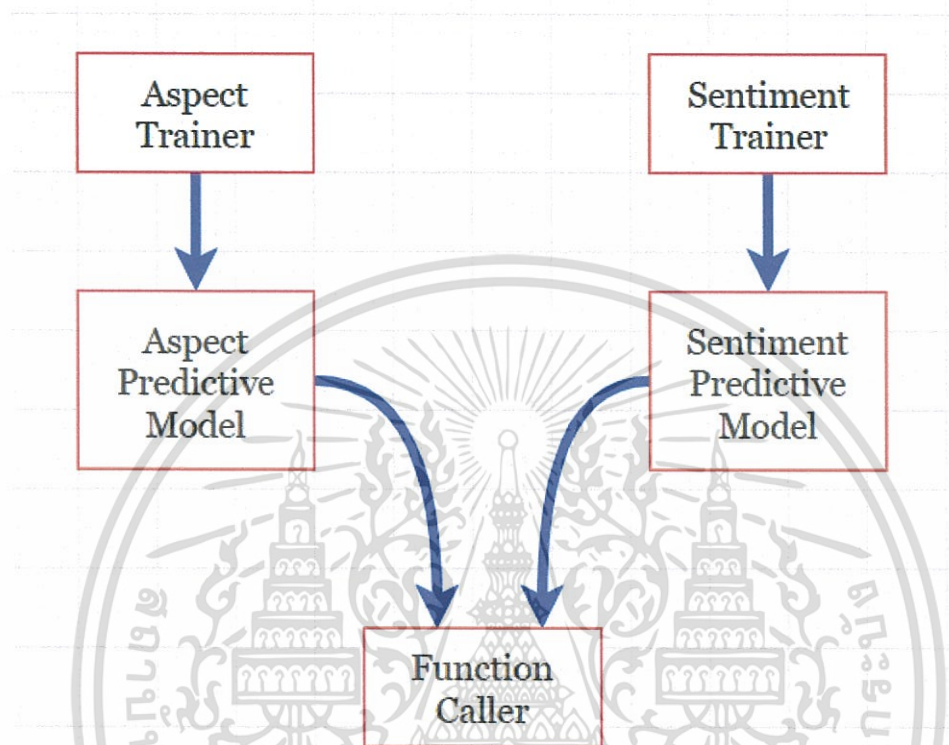 Aspect
Trainer
Sentiment
Trainer
Aspect
Predictive
Model
Sentiment
Predictive
Model
Function
Caller